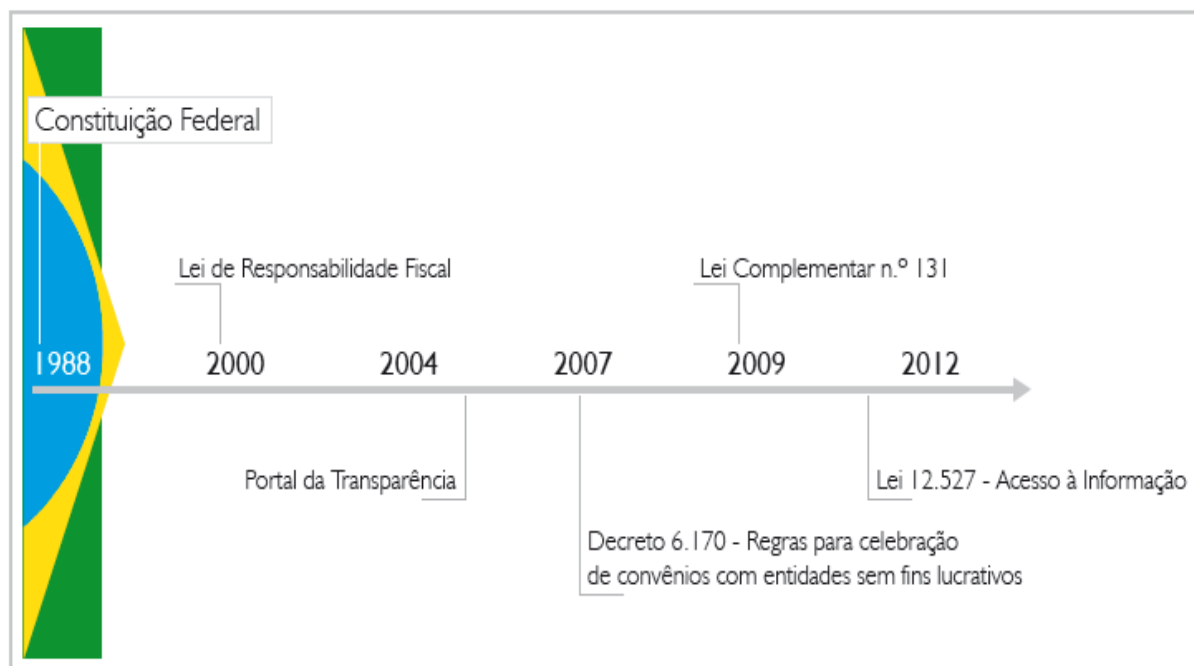 Constituição Federal
Lei de Responsabilidade Fiscal
Lei Complementar n.º 131
1988
2000
2004
2007
2009
2012
Portal da Transparência
Lei 12.527 - Acesso à Informação
Decreto 6.170 - Regras para celebração
de convênios com entidades sem fins lucrativos